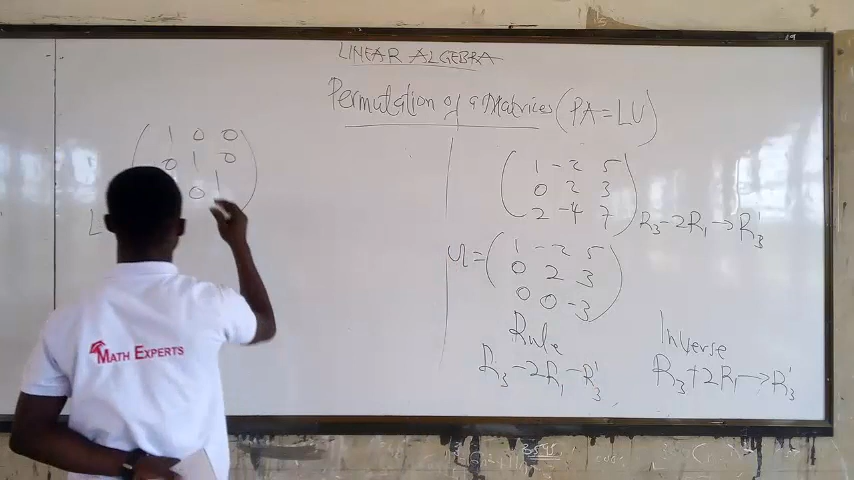 LINEAR ALGEBRA
Permutation of a Matrices (PA=LU)
1 0 0
0 1 0
0 1
L
1 -2 5
0 2 3
2 -4 7
R₃-2R₁→R₃'
U=
1 -2 5
0 2 3
0 0 -3
Rule
R₃-2R₁-R₃'
Inverse
R₃+2R₁→R₃'
MATH EXPERTS